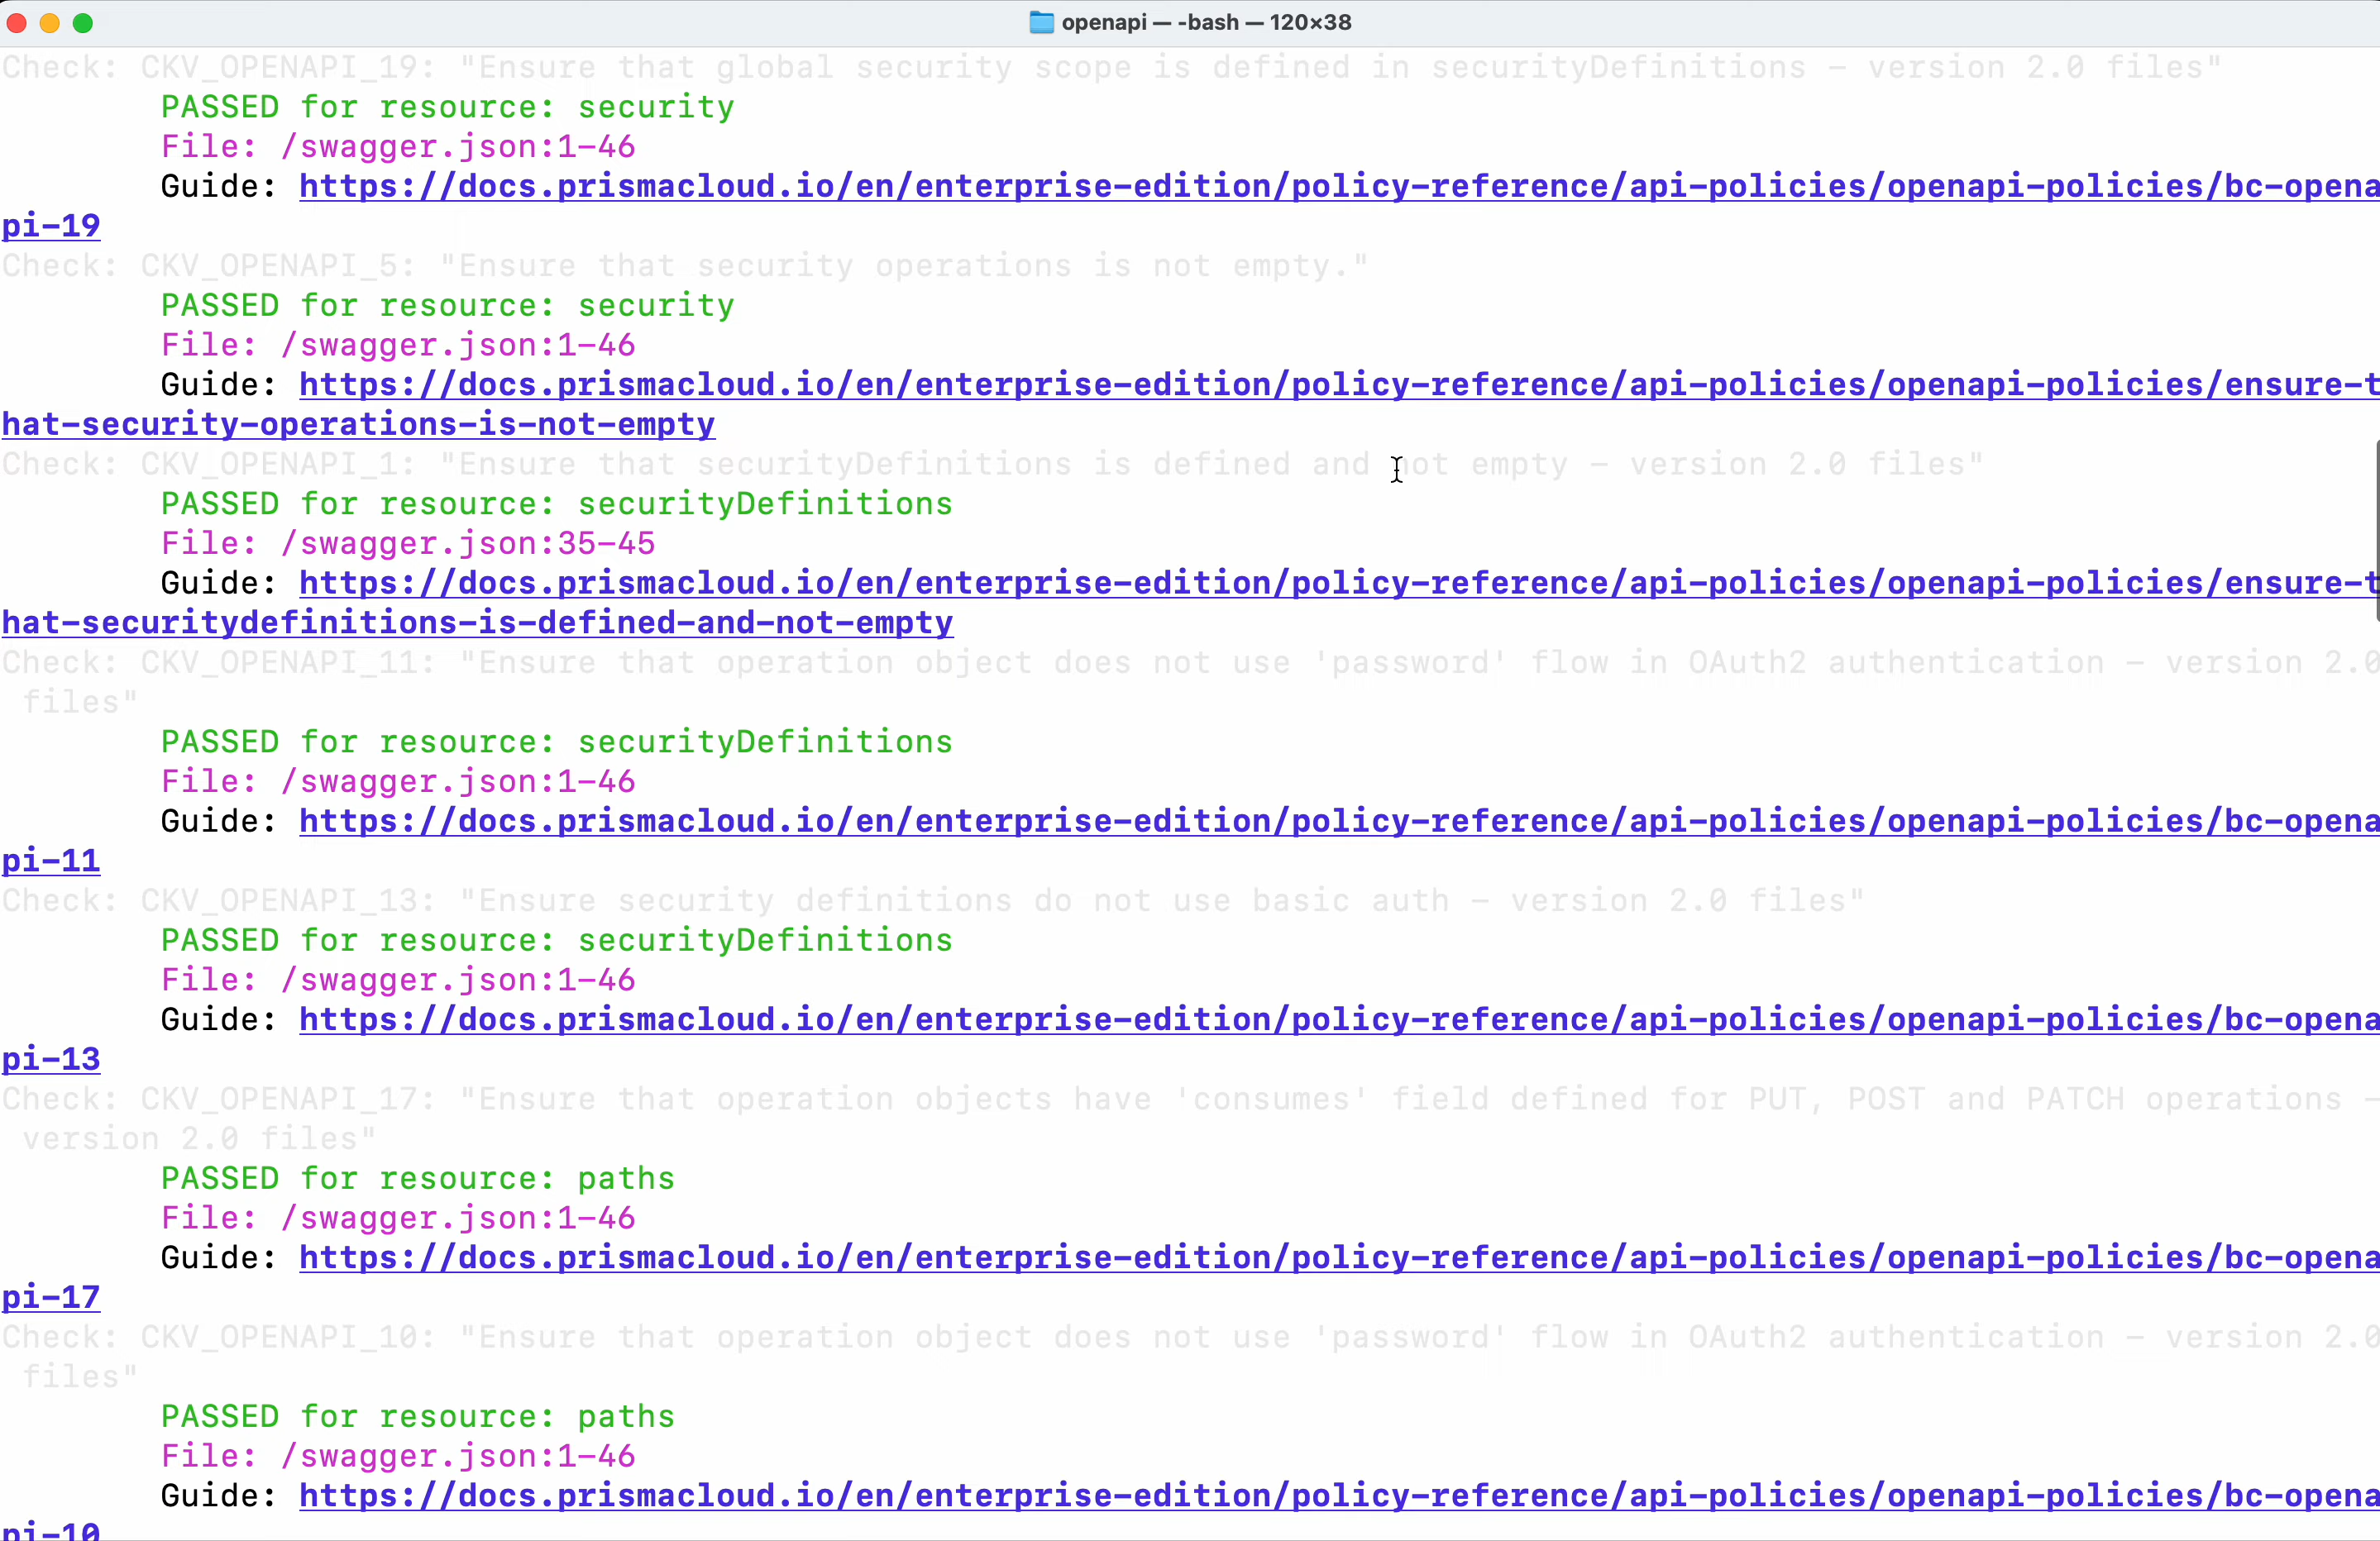 openapi — -bash — 120×38
Check: CKV_OPENAPI_19: "Ensure that global security scope is defined in securityDefinitions - version 2.0 files"
PASSED for resource: security
File: /swagger.json:1-46
Guide: https://docs.prismacloud.io/en/enterprise-edition/policy-reference/api-policies/openapi-policies/bc-opena
pi-19
Check: CKV_OPENAPI_5: "Ensure that security operations is not empty."
PASSED for resource: security
File: /swagger.json:1-46
Guide: https://docs.prismacloud.io/en/enterprise-edition/policy-reference/api-policies/openapi-policies/ensure-t
hat-security-operations-is-not-empty
Check: CKV_OPENAPI_1: "Ensure that securityDefinitions is defined and not empty - version 2.0 files"
PASSED for resource: securityDefinitions
File: /swagger.json:35-45
Guide: https://docs.prismacloud.io/en/enterprise-edition/policy-reference/api-policies/openapi-policies/ensure-t
hat-securitydefinitions-is-defined-and-not-empty
Check: CKV_OPENAPI_11: "Ensure that operation object does not use 'password' flow in OAuth2 authentication - version 2.0
files"
PASSED for resource: securityDefinitions
File: /swagger.json:1-46
Guide: https://docs.prismacloud.io/en/enterprise-edition/policy-reference/api-policies/openapi-policies/bc-opena
pi-11
Check: CKV_OPENAPI_13: "Ensure security definitions do not use basic auth - version 2.0 files"
PASSED for resource: securityDefinitions
File: /swagger.json:1-46
Guide: https://docs.prismacloud.io/en/enterprise-edition/policy-reference/api-policies/openapi-policies/bc-opena
pi-13
Check: CKV_OPENAPI_17: "Ensure that operation objects have 'consumes' field defined for PUT, POST and PATCH operations -
version 2.0 files"
PASSED for resource: paths
File: /swagger.json:1-46
Guide: https://docs.prismacloud.io/en/enterprise-edition/policy-reference/api-policies/openapi-policies/bc-opena
pi-17
Check: CKV_OPENAPI_10: "Ensure that operation object does not use 'password' flow in OAuth2 authentication - version 2.0
files"
PASSED for resource: paths
File: /swagger.json:1-46
Guide: https://docs.prismacloud.io/en/enterprise-edition/policy-reference/api-policies/openapi-policies/bc-opena
pi-10